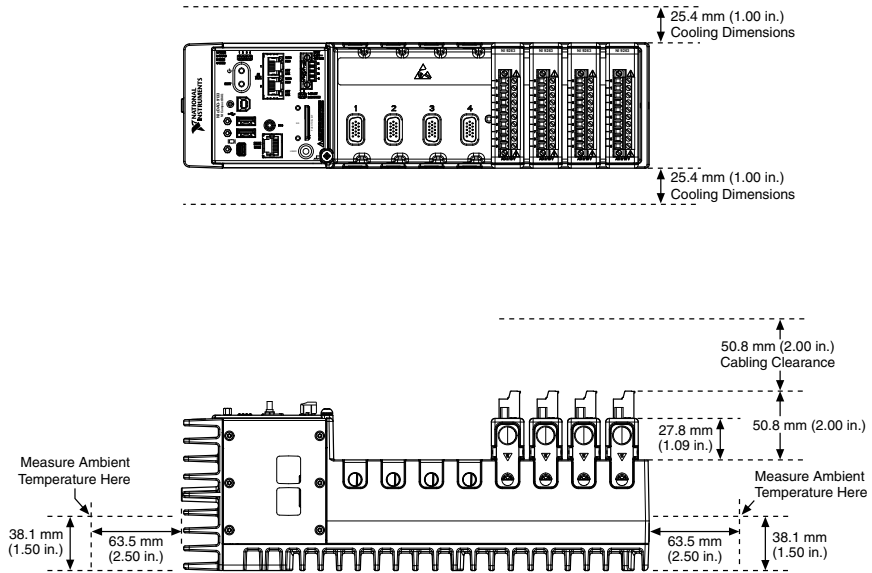 25.4 mm (1.00 in.)
Cooling Dimensions
NATIONAL
INSTRUMENTS
1
2
3
4
25.4 mm (1.00 in.)
Cooling Dimensions
50.8 mm (2.00 in.)
Cabling Clearance
27.8 mm
(1.09 in.)
50.8 mm (2.00 in.)
Measure Ambient
Temperature Here
Measure Ambient
Temperature Here
38.1 mm
(1.50 in.)
63.5 mm
(2.50 in.)
63.5 mm
(2.50 in.)
38.1 mm
(1.50 in.)